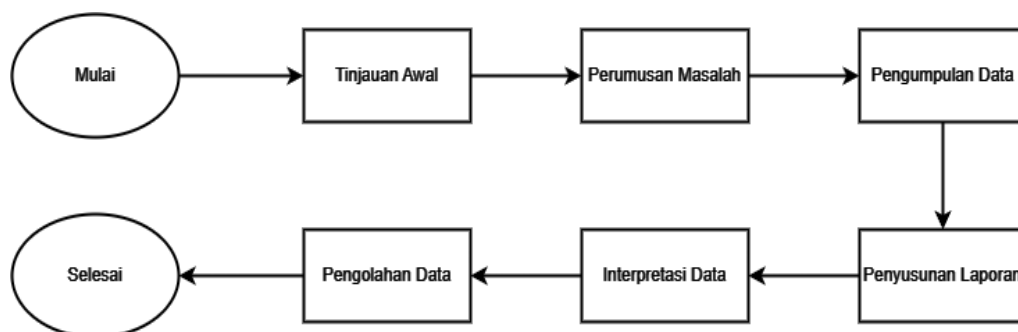 Mulai
Tinjauan Awal
Perumusan Masalah
Pengumpulan Data
Penyusunan Laporan
Interpretasi Data
Pengolahan Data
Selesai